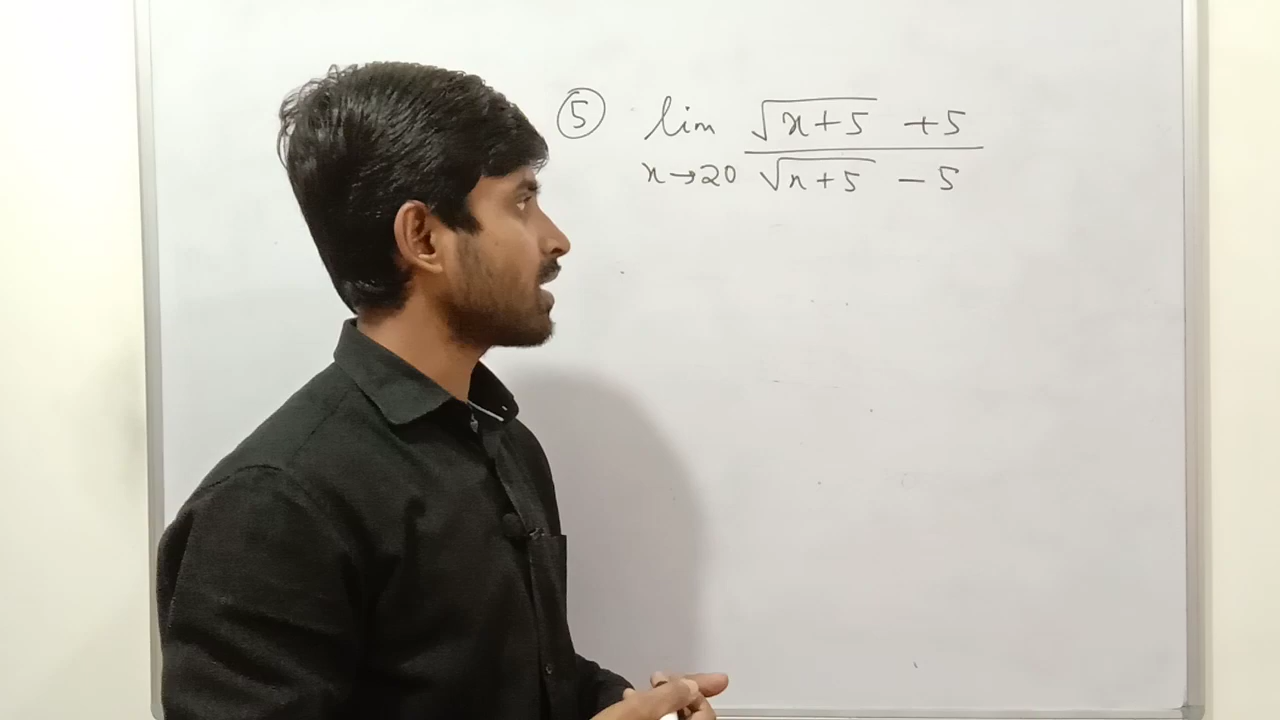 ⑤ lim √x+5 +5
x→20 √x+5 - 5